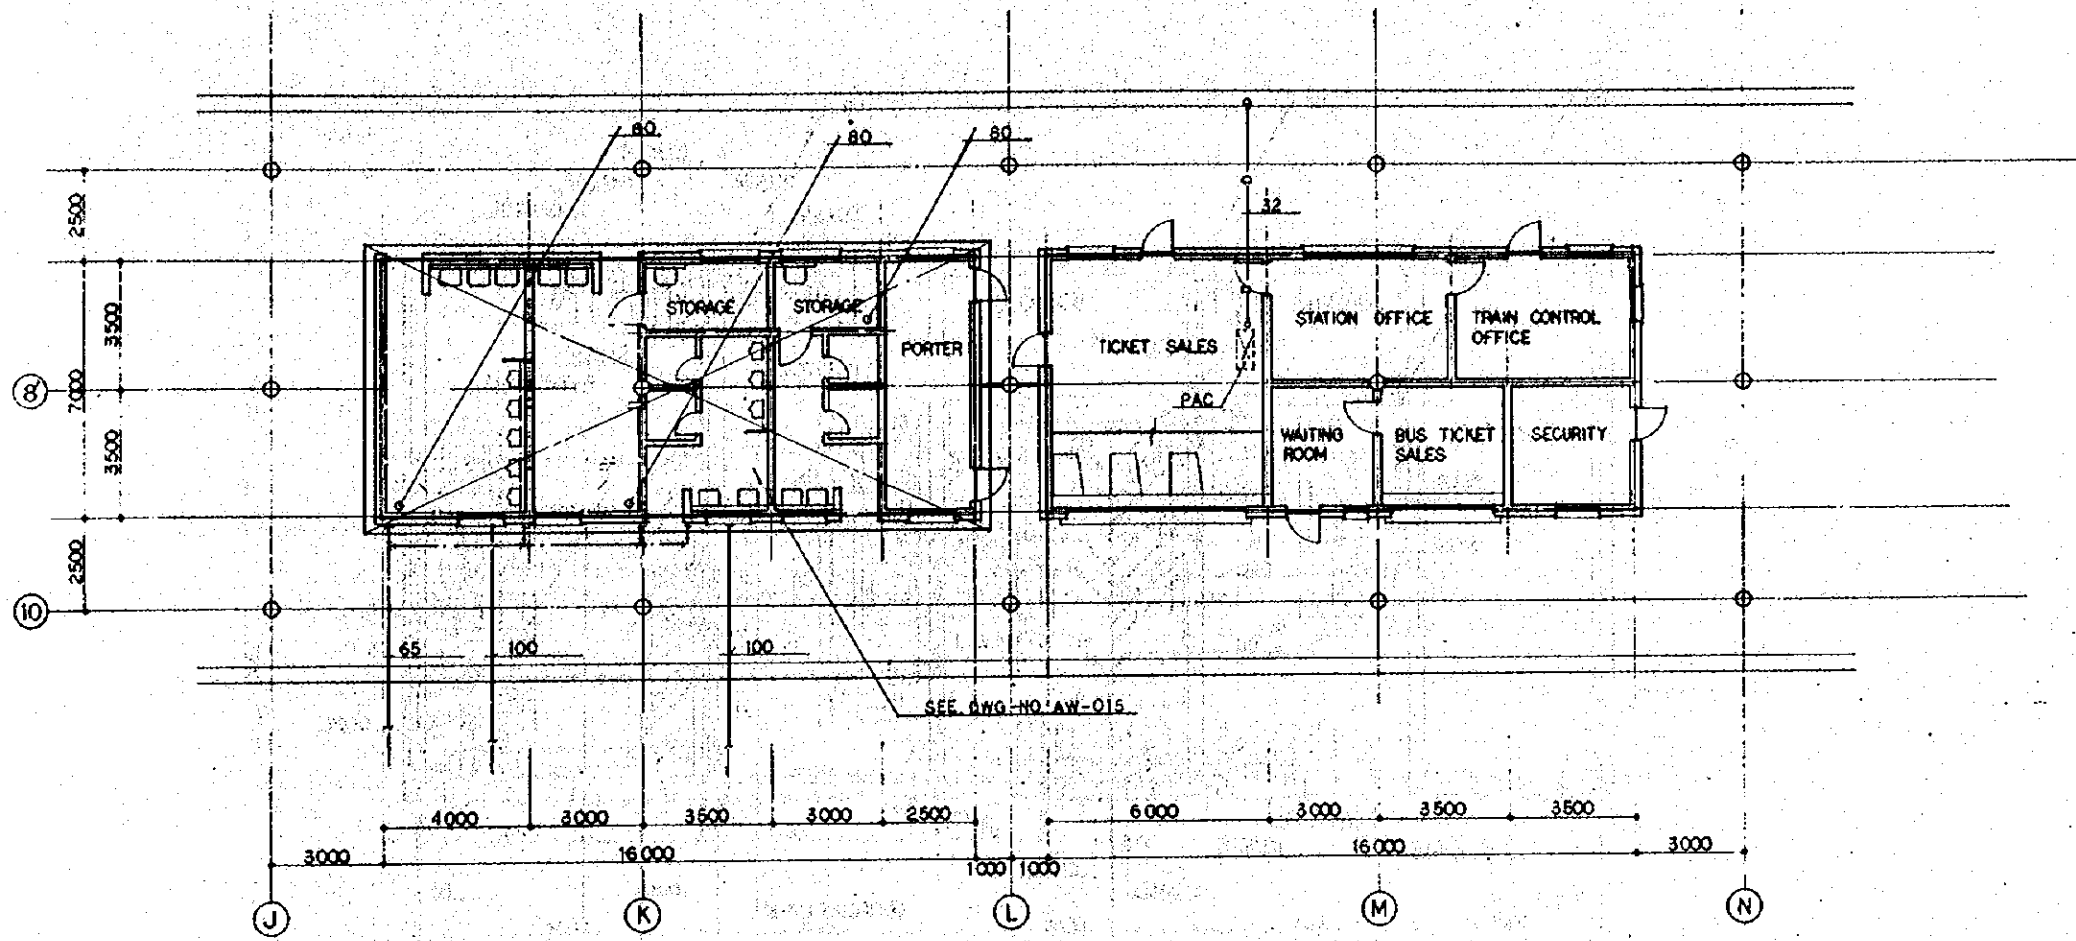 80
80
80
32
2500
3500
7000
3500
2500
8
10
STORAGE
STORAGE
PORTER
TICKET SALES
PAC
STATION OFFICE
TRAIN CONTROL
OFFICE
WAITING
ROOM
BUS TICKET
SALES
SECURITY
65
100
100
SEE DWG-NO. AW-015
4000
3000
3500
3000
2500
6000
3000
3500
3500
3000
16000
1000
1000
16000
3000
J
K
L
M
N